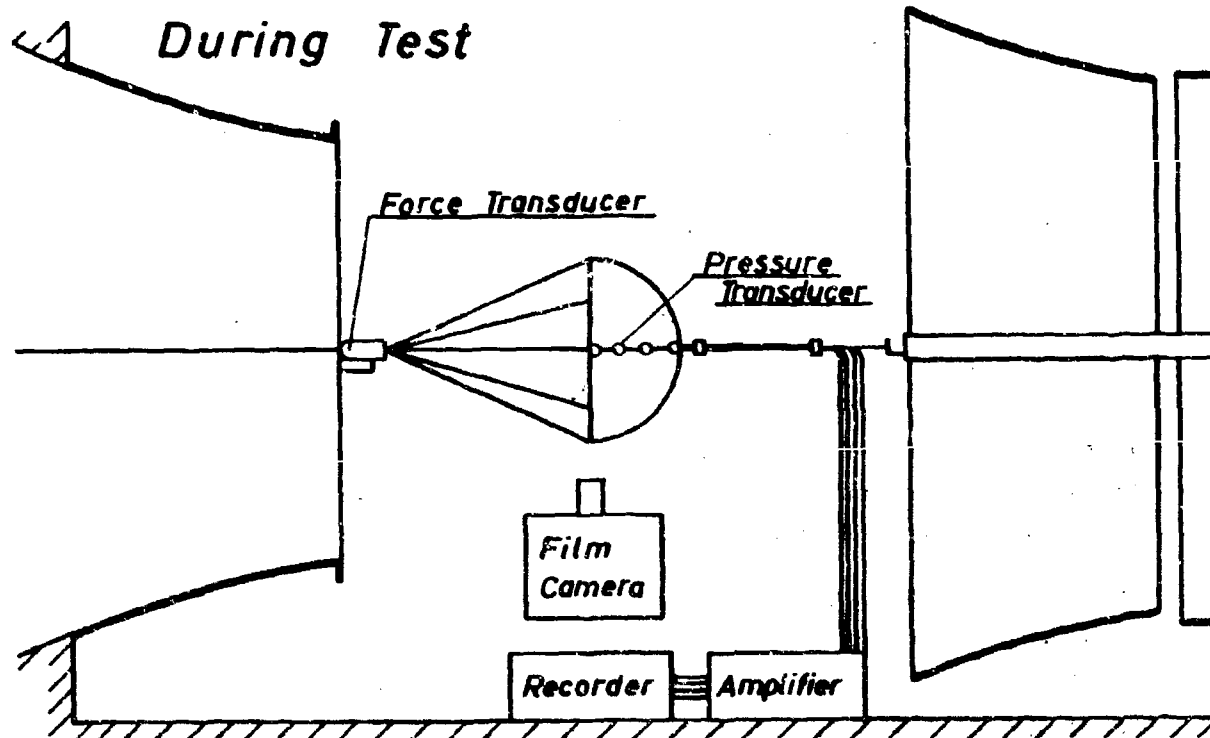 During Test
Force Transducer
Pressure
Transducer
Film
Camera
Recorder
Amplifier